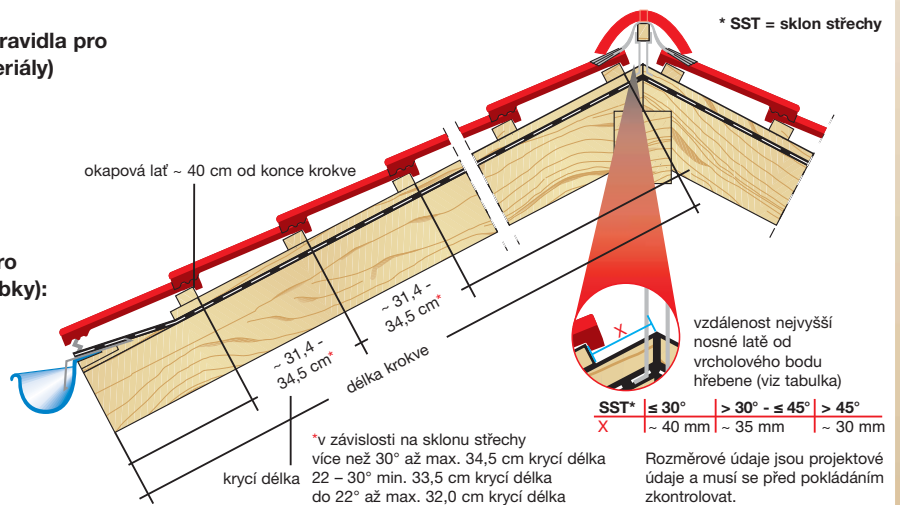 ravidla pro
eriály)
* SST = sklon střechy
okapová lať ~ 40 cm od konce krokve
ro
bky):
~ 31,4 -
34,5 cm*
~ 31,4 -
34,5 cm*
délka krokve
krycí délka
*v závislosti na sklonu střechy
více než 30° až max. 34,5 cm krycí délka
22 – 30° min. 33,5 cm krycí délka
do 22° až max. 32,0 cm krycí délka
X
vzdálenost nejvyšší
nosné latě od
vrcholového bodu
hřebene (viz tabulka)
SST* ≤ 30° > 30° - ≤ 45° > 45°
X ~ 40 mm ~ 35 mm ~ 30 mm
Rozměrové údaje jsou projektové
údaje a musí se před pokládáním
zkontrolovat.